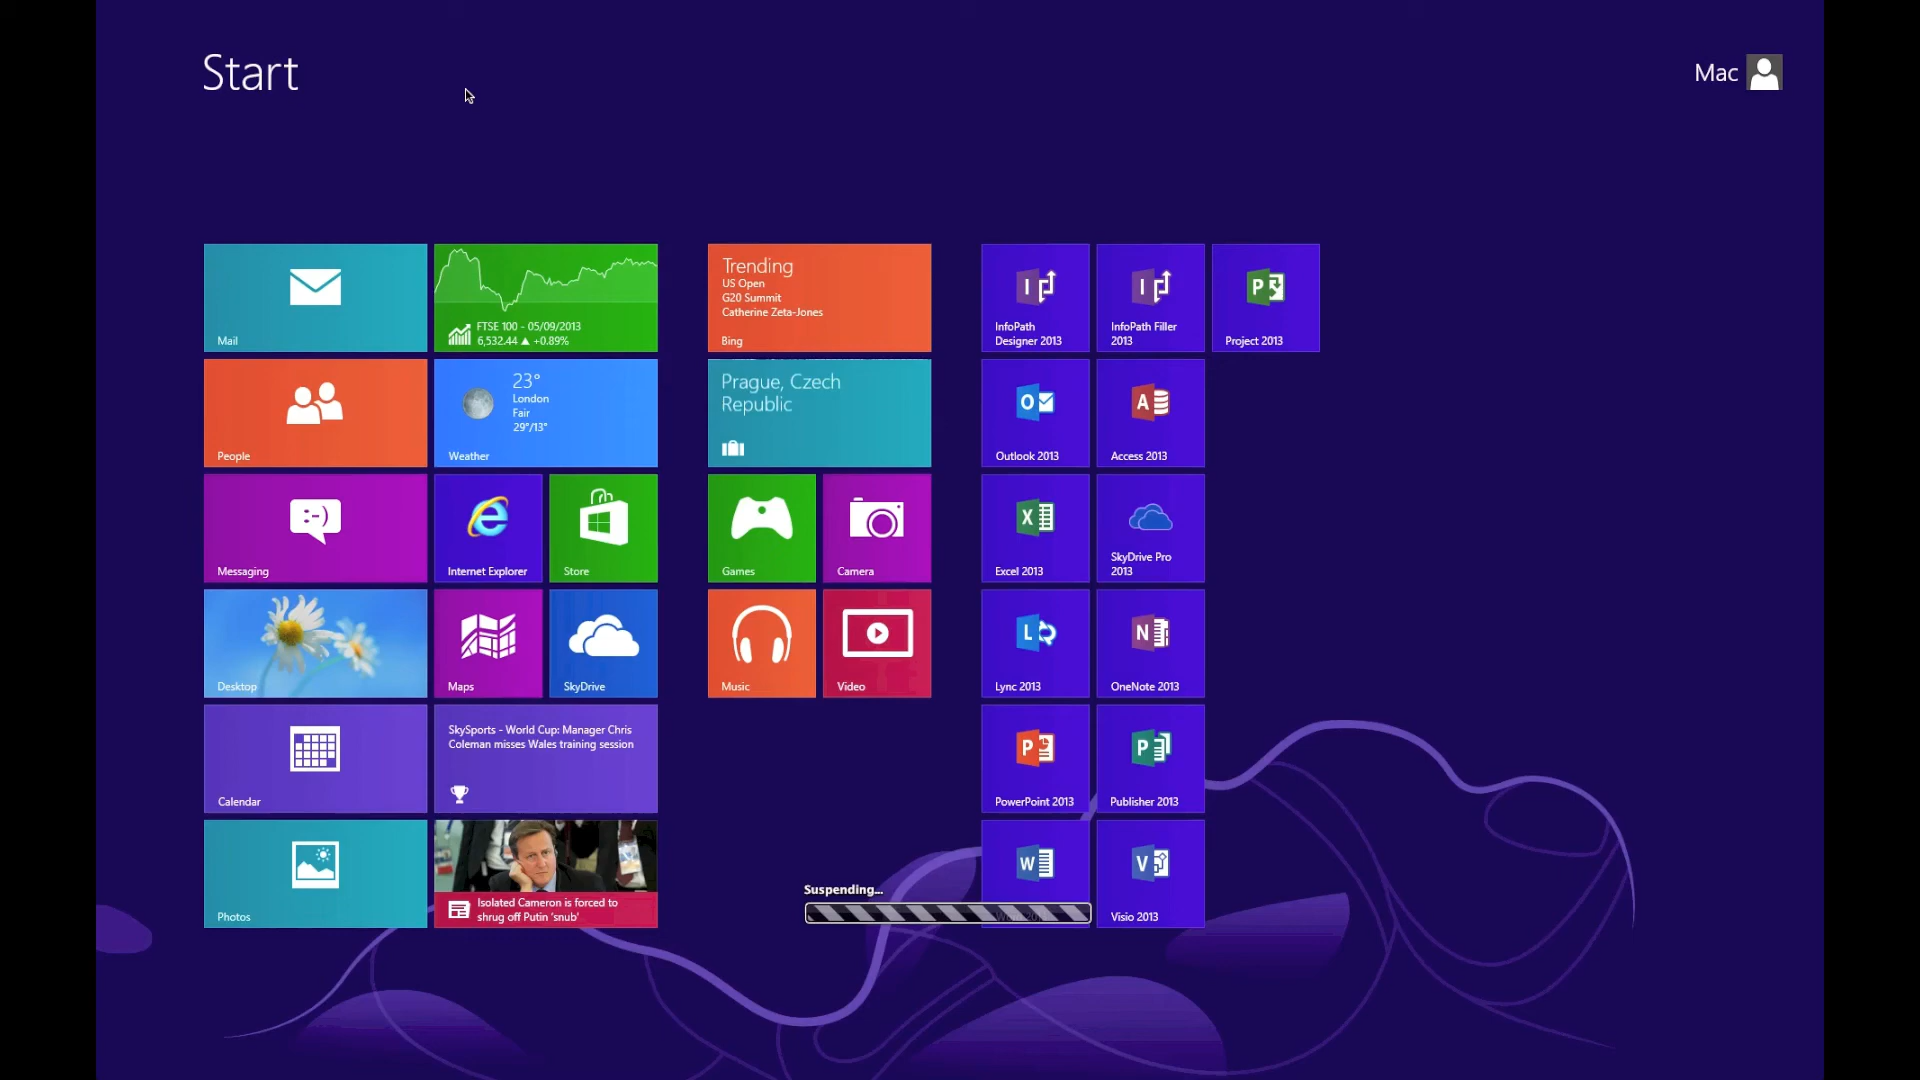 Start
Mac
Mail
FTSE 100 - 05/09/2013
6,532.44 ▲ +0.89%
People
23°
London
Fair
29°/13°
Weather
Messaging
Internet Explorer
Store
Desktop
Maps
SkyDrive
Calendar
SkySports - World Cup: Manager Chris
Coleman misses Wales training session
Photos
Isolated Cameron is forced to
shrug off Putin 'snub'
Trending
US Open
G20 Summit
Catherine Zeta-Jones
Bing
Prague, Czech
Republic
Games
Camera
Music
Video
InfoPath
Designer 2013
InfoPath Filler
2013
Project 2013
Outlook 2013
Access 2013
Excel 2013
SkyDrive Pro
2013
Lync 2013
OneNote 2013
PowerPoint 2013
Publisher 2013
Visio 2013
Suspending...